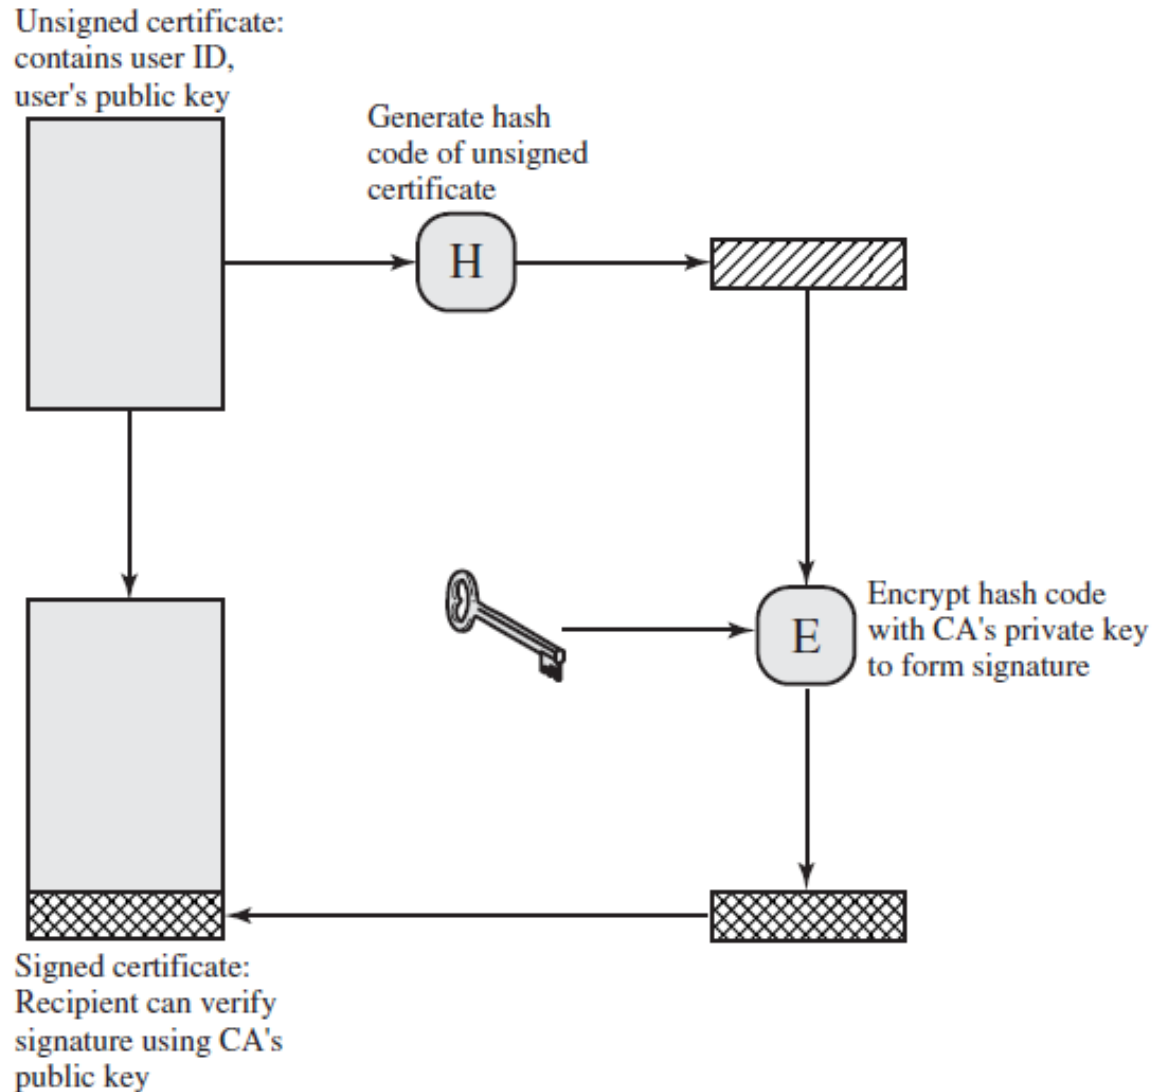 Unsigned certificate:
contains user ID,
user's public key
Generate hash
code of unsigned
certificate
H
Encrypt hash code
with CA's private key
to form signature
E
Signed certificate:
Recipient can verify
signature using CA's
public key